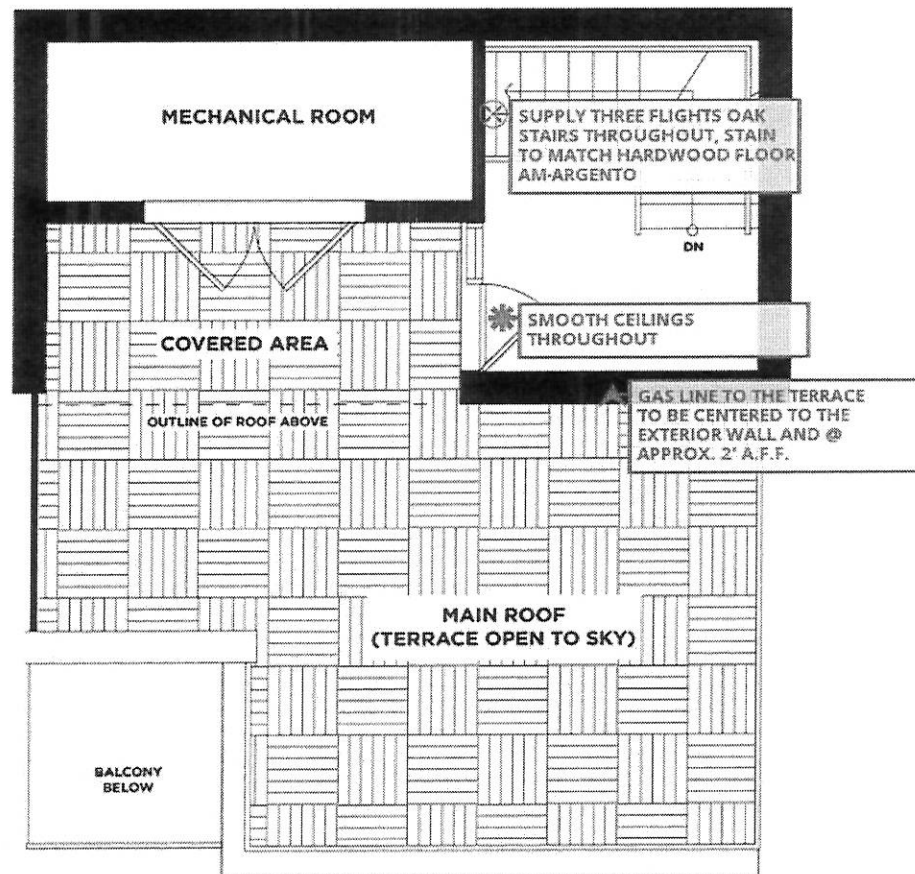 MECHANICAL ROOM
SUPPLY THREE FLIGHTS OAK
STAIRS THROUGHOUT, STAIN
TO MATCH HARDWOOD FLOOR
AM-ARGENTO
DN
SMOOTH CEILINGS
THROUGHOUT
COVERED AREA
GAS LINE TO THE TERRACE
TO BE CENTERED TO THE
EXTERIOR WALL AND @
APPROX. 2' A.F.F.
OUTLINE OF ROOF ABOVE
MAIN ROOF
(TERRACE OPEN TO SKY)
BALCONY
BELOW